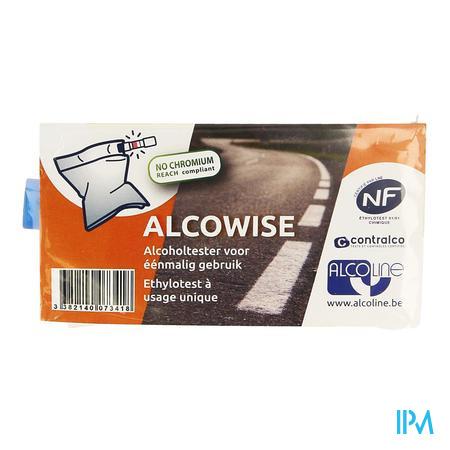 NO CHROMIUM
REACH compliant
ALCOWISE
Alcoholtester voor
éénmalig gebruik
Ethylotest à
usage unique
3 382140 073418
NF
CHIMIQUE
contralco
ALCOLINE
www.alcoline.be
IPM